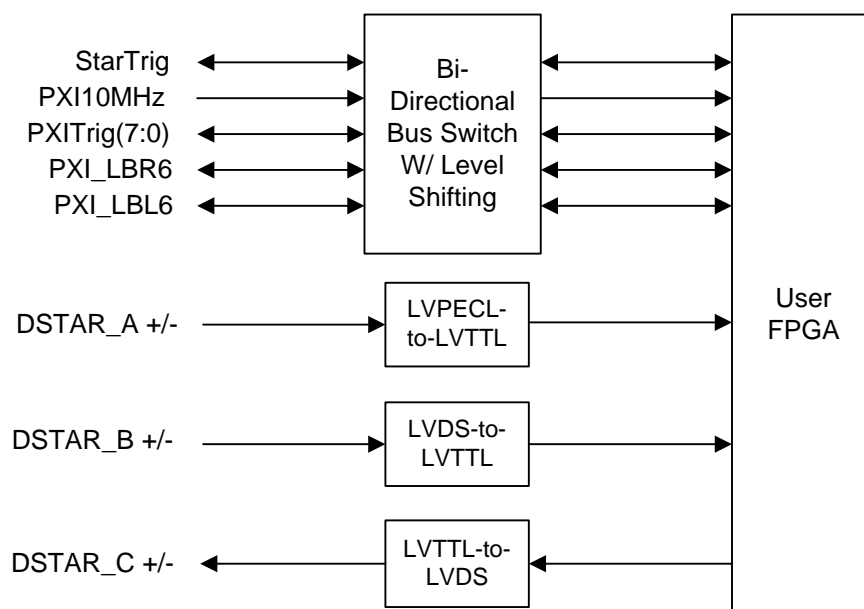 StarTrig
PXI10MHz
PXITrig(7:0)
PXI_LBR6
PXI_LBL6
Bi-
Directional
Bus Switch
W/ Level
Shifting
User
FPGA
DSTAR_A +/-
LVPECL-
to-LVTTL
DSTAR_B +/-
LVDS-to-
LVTTL
DSTAR_C +/-
LVTTL-to-
LVDS